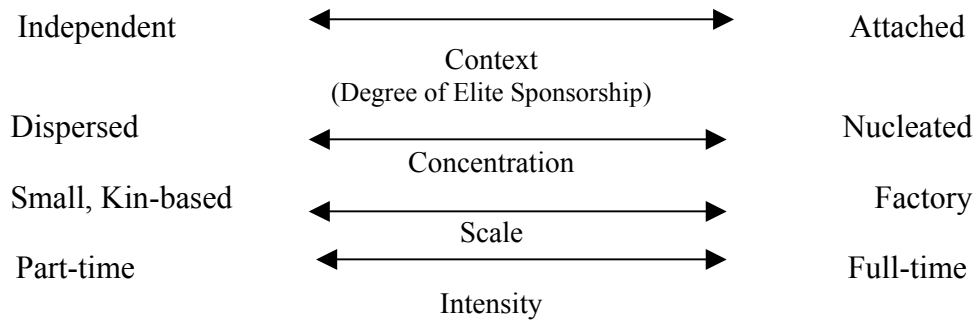 Independent Attached
Context
(Degree of Elite Sponsorship)
Dispersed Nucleated
Concentration
Small, Kin-based Factory
Scale
Part-time Full-time
Intensity